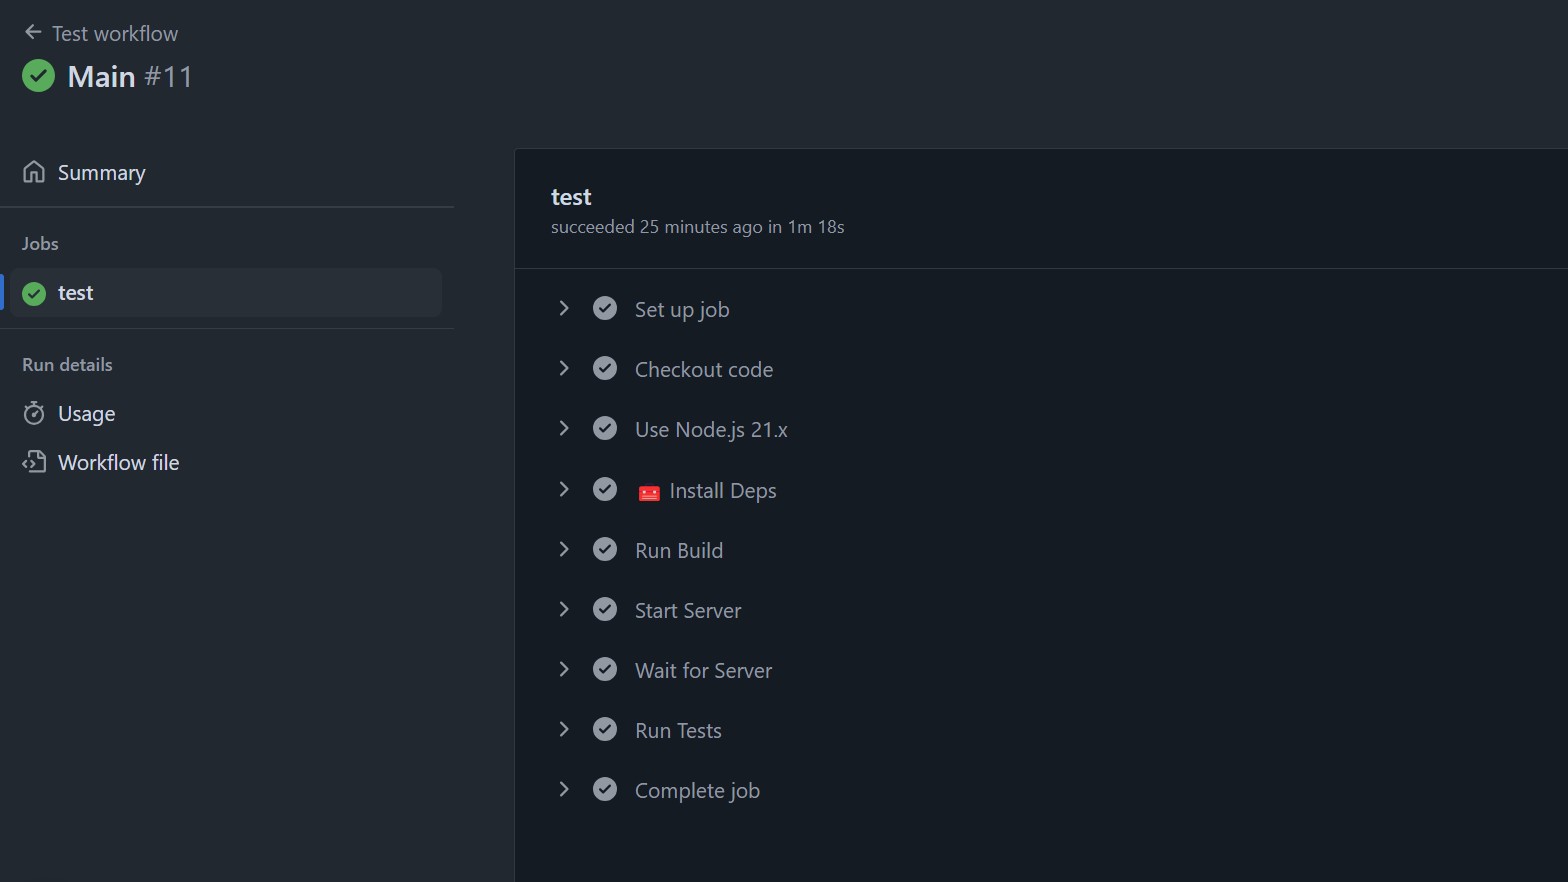 Test workflow
Main #11
Summary
Jobs
test
Run details
Usage
Workflow file
test
succeeded 25 minutes ago in 1m 18s
Set up job
Checkout code
Use Node.js 21.x
Install Deps
Run Build
Start Server
Wait for Server
Run Tests
Complete job